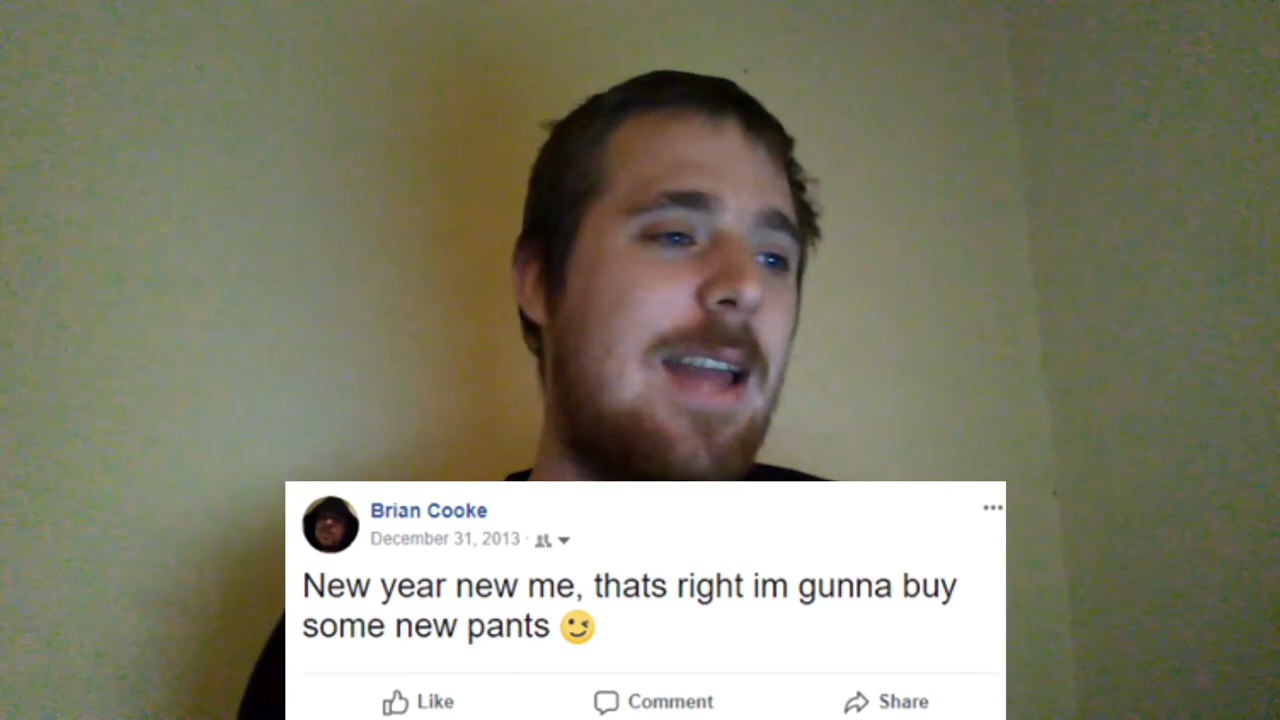 Brian Cooke
December 31, 2013 ·
New year new me, thats right im gunna buy
some new pants 😉
Like Comment Share